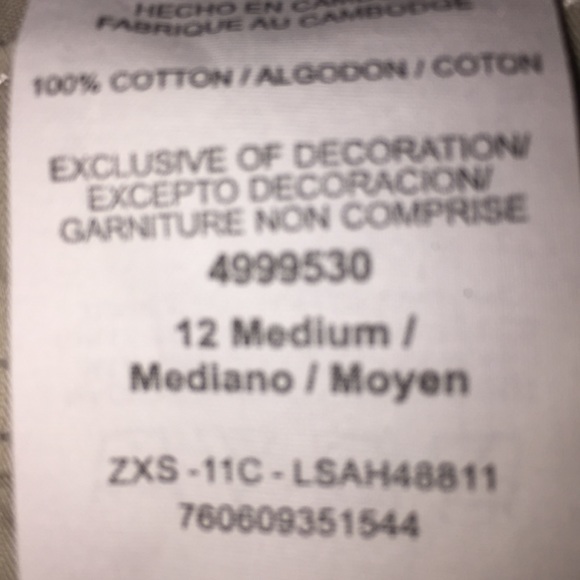 HECHO EN
FABRIQUE AU CAMBODGE
100% COTTON / ALGODON / COTON
EXCLUSIVE OF DECORATION/
EXCEPTO DECORACION/
GARNITURE NON COMPRISE
4999530
12 Medium /
Mediano / Moyen
ZXS -11C - LSAH48811
760609351544